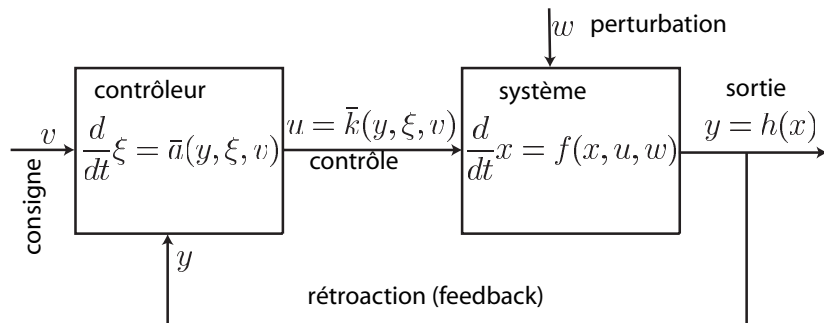 w perturbation
contrôleur
système
sortie
v
d/dt ξ = ā(y, ξ, v)
u = k̄(y, ξ, v)
d/dt x = f(x, u, w)
y = h(x)
contrôle
consigne
y
rétroaction (feedback)